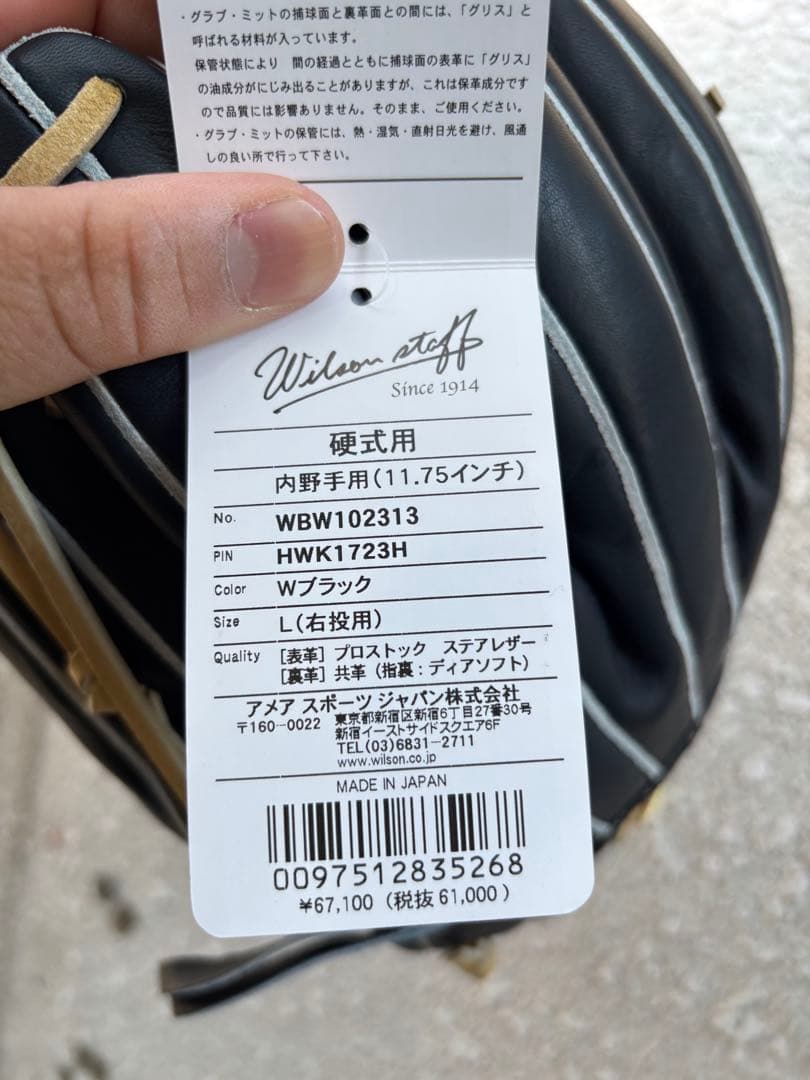 ・グラブ・ミットの捕球面と裏革面との間には、「グリス」と
呼ばれる材料が入っています。
保管状態により 間の経過とともに捕球面の表革に「グリス」
の油成分がにじみ出ることがありますが、これは保革成分です
ので品質には影響ありません。そのまま、ご使用ください。
・グラブ・ミットの保管には、熱・湿気・直射日光を避け、風通
しの良い所で行って下さい。
Wilson staff
Since 1914
硬式用
内野手用(11.75インチ)
No. WBW102313
PIN HWK1723H
Color Wブラック
Size L(右投用)
Quality [表革] プロストック ステアレザー
[裏革] 共革 (指裏:ディアソフト)
アメア スポーツ ジャパン株式会社
〒160-0022 東京都新宿区新宿6丁目27番30号
新宿イーストサイドスクエア6F
TEL(03)6831-2711
www.wilson.co.jp
MADE IN JAPAN
0097512835268
¥67,100 (税抜 61,000)